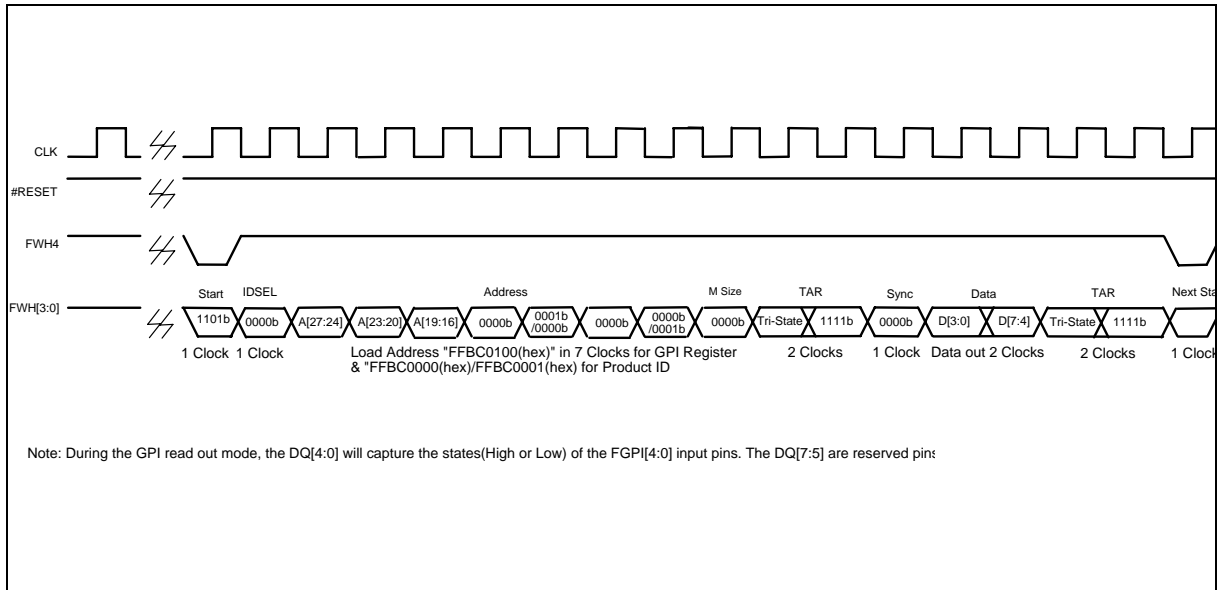 CLK
#RESET
FWH4
FWH[3:0]
Start IDSEL Address M Size TAR Sync Data TAR Next Sta
1101b 0000b A[27:24] A[23:20] A[19:16] 0000b 0001b /0000b 0000b 0000b /0001b 0000b Tri-State 1111b 0000b D[3:0] D[7:4] Tri-State 1111b
1 Clock 1 Clock Load Address "FFBC0100(hex)" in 7 Clocks for GPI Register 2 Clocks 1 Clock Data out 2 Clocks 2 Clocks 1 Clock
& "FFBC0000(hex)/FFBC0001(hex) for Product ID
Note: During the GPI read out mode, the DQ[4:0] will capture the states(High or Low) of the FGPI[4:0] input pins. The DQ[7:5] are reserved pins